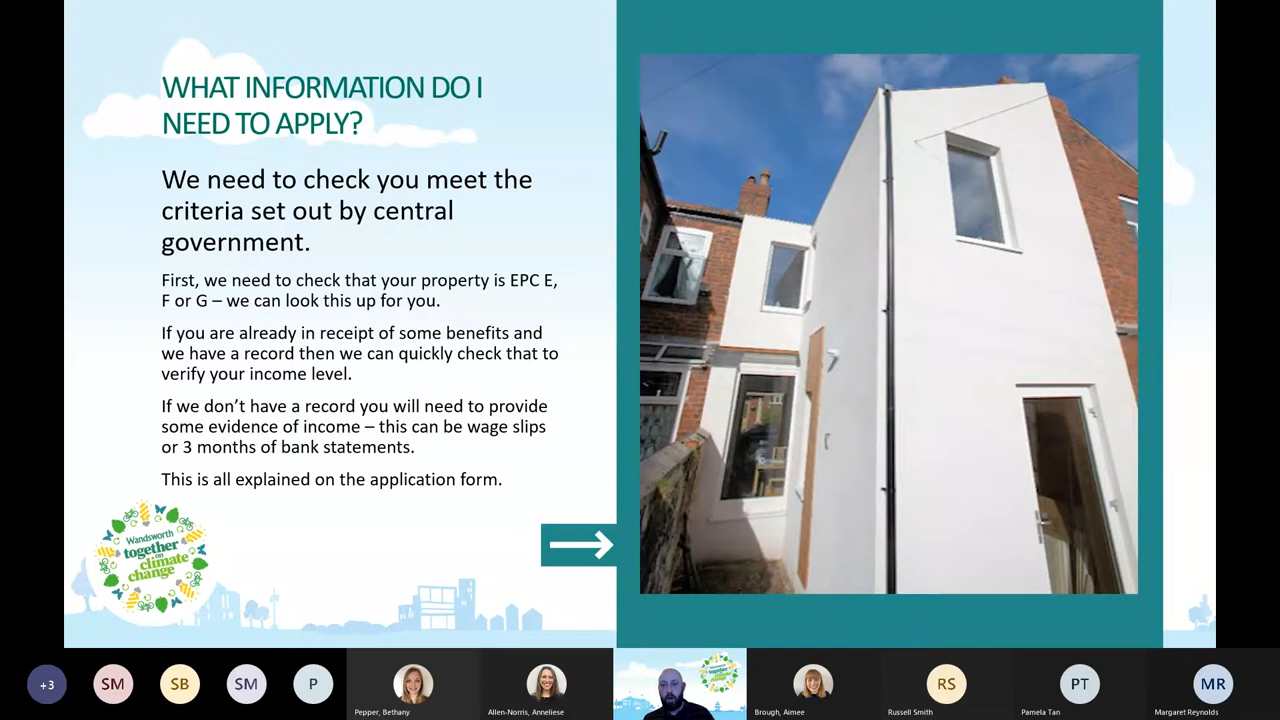 WHAT INFORMATION DO I
NEED TO APPLY?
We need to check you meet the
criteria set out by central
government.
First, we need to check that your property is EPC E,
F or G – we can look this up for you.
If you are already in receipt of some benefits and
we have a record then we can quickly check that to
verify your income level.
If we don’t have a record you will need to provide
some evidence of income – this can be wage slips
or 3 months of bank statements.
This is all explained on the application form.
Wandsworth
together
on
climate
change
+3
SM
SB
SM
P
Pepper, Bethany
Allen-Norris, Anneliese
Wandsworth
together
on
climate
change
Brough, Aimee
RS
Russell Smith
PT
Pamela Tan
MR
Margaret Reynolds